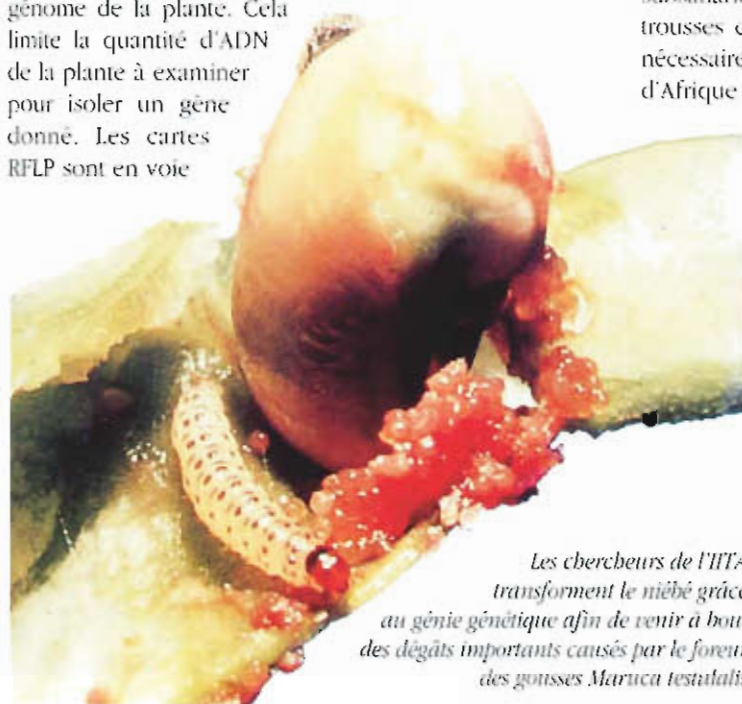 génome de la plante. Cela
limite la quantité d'ADN
de la plante à examiner
pour isoler un gène
donné. Les cartes
RFLP sont en voie
trousses
nécessaire
d'Afrique
Les chercheurs de l'IITA
transforment le niébé grâce
au génie génétique afin de venir à bout
des dégâts importants causés par le foreur
des gousses Maruca testulalis